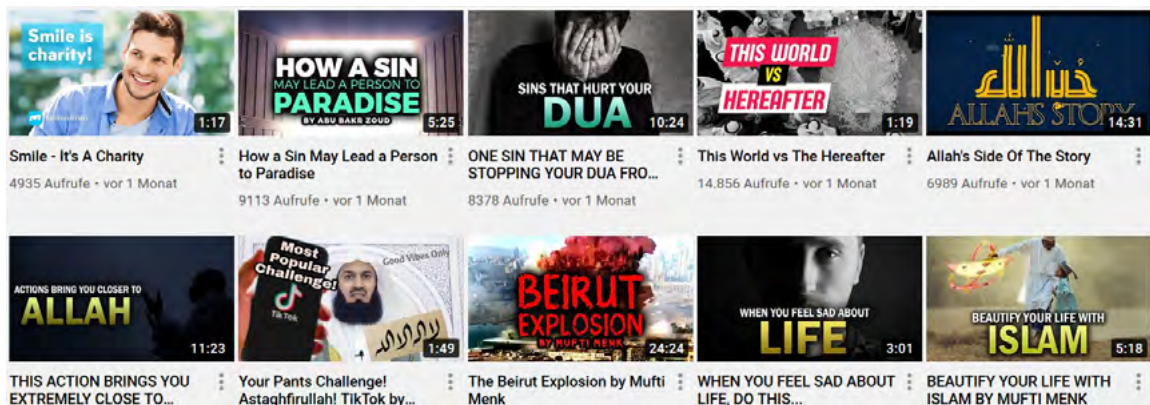 Smile is
charity!
1:17
HOW A SIN
MAY LEAD A PERSON TO
PARADISE
BY ABU BAKR ZOUD
5:25
SINS THAT HURT YOUR
DUA
10:24
THIS WORLD
VS
HEREAFTER
1:19
ALLAHS STORY
14:31
Smile - It's A Charity
How a Sin May Lead a Person
to Paradise
ONE SIN THAT MAY BE
STOPPING YOUR DUA FRO...
This World vs The Hereafter
Allah's Side Of The Story
4935 Aufrufe • vor 1 Monat
9113 Aufrufe • vor 1 Monat
8378 Aufrufe • vor 1 Monat
14.856 Aufrufe • vor 1 Monat
6989 Aufrufe • vor 1 Monat
ACTIONS BRING YOU CLOSER TO
ALLAH
11:23
Most
Popular
Challenge!
TikTok
Good Vibes Only
1:49
BEIRUT
EXPLOSION
BY MUFTI MENK
24:24
WHEN YOU FEEL SAD ABOUT
LIFE
3:01
BEAUTIFY YOUR LIFE WITH
ISLAM
5:18
THIS ACTION BRINGS YOU
EXTREMELY CLOSE TO...
Your Pants Challenge!
Astaghfirullah! TikTok by...
The Beirut Explosion by Mufti
Menk
WHEN YOU FEEL SAD ABOUT
LIFE, DO THIS...
BEAUTIFY YOUR LIFE WITH
ISLAM BY MUFTI MENK